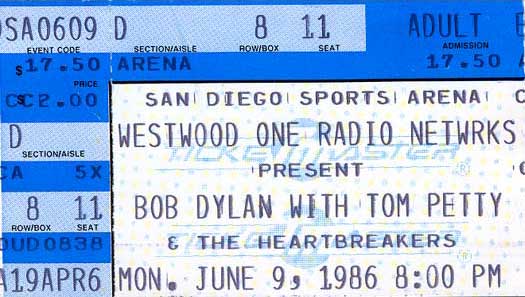 DSA0609 D 8 11 ADULT
EVENT CODE SECTION/AISLE ROW/BOX SEAT ADMISSION
$17.50 ARENA 17.50
PRICE
CC2.00
SAN DIEGO SPORTS ARENA
D
SECTION/AISLE
WESTWOOD ONE RADIO NETWRKS
CA 5X
PRESENT
8 11
ROW/BOX SEAT
BOB DYLAN WITH TOM PETTY
OUD0838
& THE HEARTBREAKERS
A19APR6
MON. JUNE 9, 1986 8:00 PM
TICKETMASTER